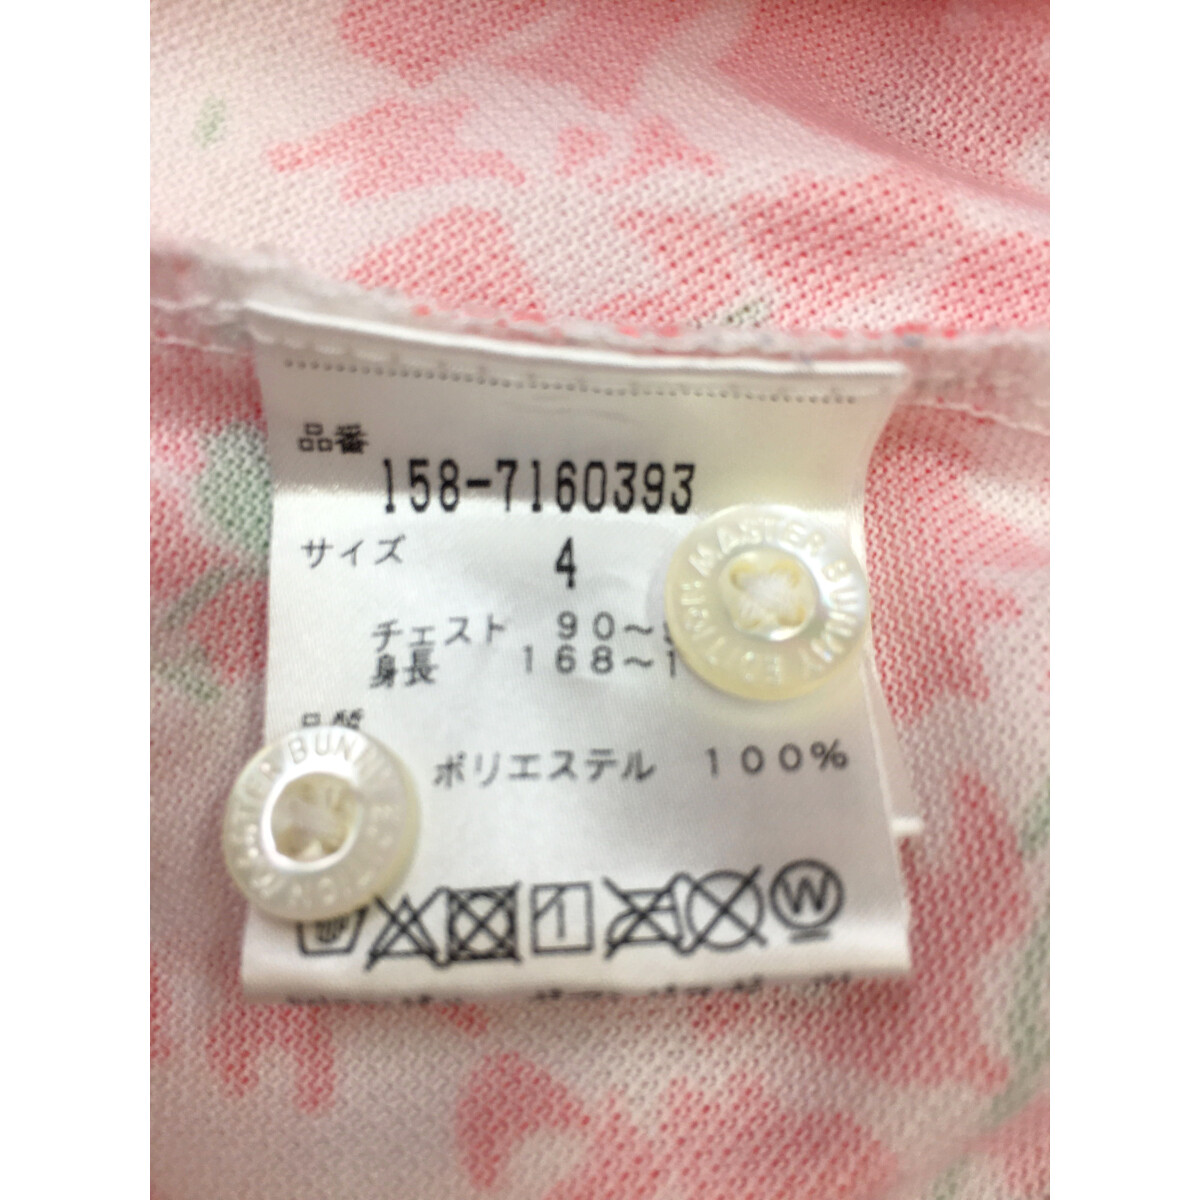 品番
158-7160393
サイズ 4
チェスト 90～
身長 168～1
ポリエステル 100%
MASTER BUNNY EDITION
MASTER BUNNY EDITION
W